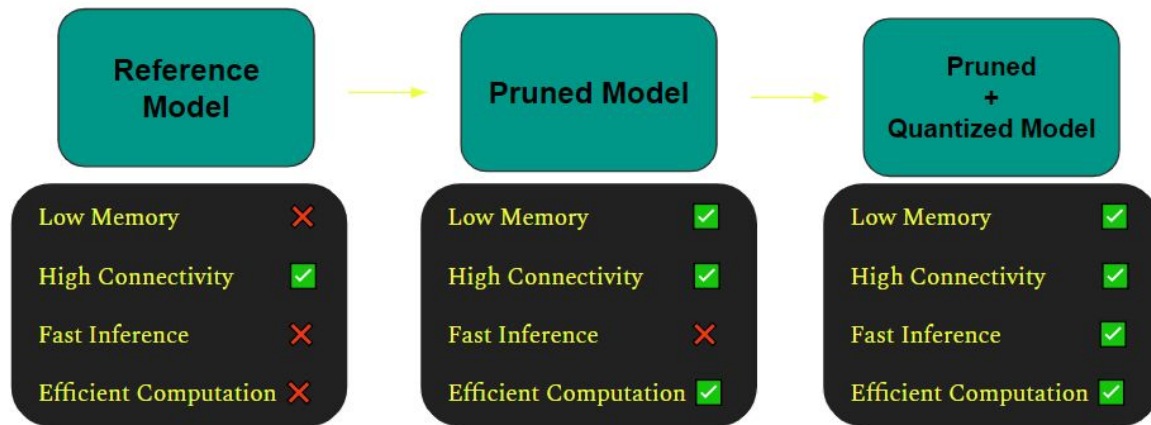 Reference
Model
Pruned Model
Pruned
+
Quantized Model
Low Memory
High Connectivity
Fast Inference
Efficient Computation
Low Memory
High Connectivity
Fast Inference
Efficient Computation
Low Memory
High Connectivity
Fast Inference
Efficient Computation